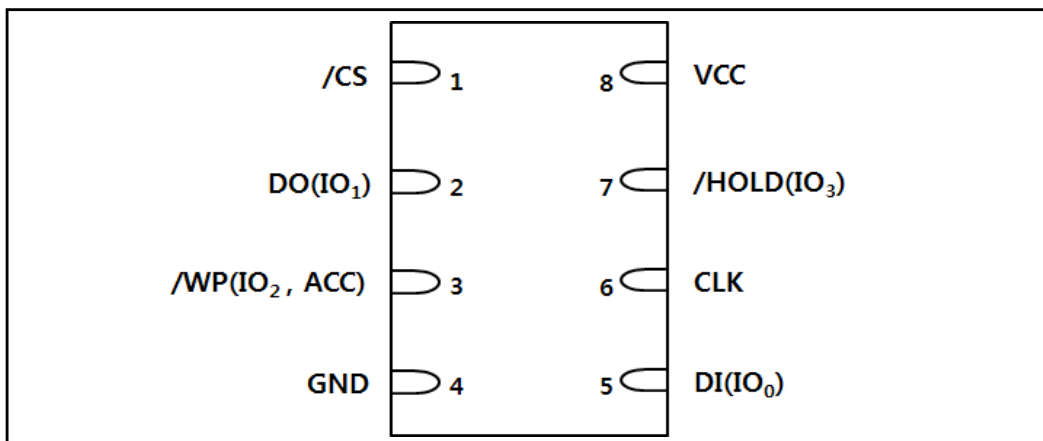 /CS 1 8 VCC
DO(IO₁) 2 7 /HOLD(IO₃)
/WP(IO₂ , ACC) 3 6 CLK
GND 4 5 DI(IO₀)